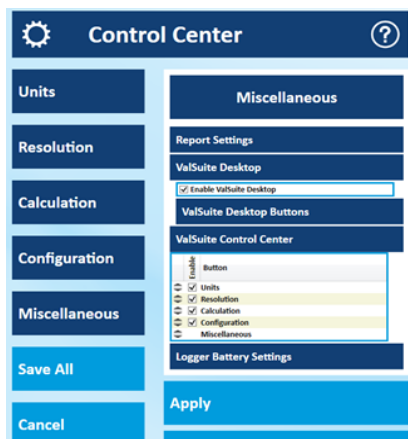 Control Center
?
Units
Resolution
Calculation
Configuration
Miscellaneous
Save All
Cancel
Miscellaneous
Report Settings
ValSuite Desktop
Enable ValSuite Desktop
ValSuite Desktop Buttons
ValSuite Control Center
Enable Button
Units
Resolution
Calculation
Configuration
Miscellaneous
Logger Battery Settings
Apply